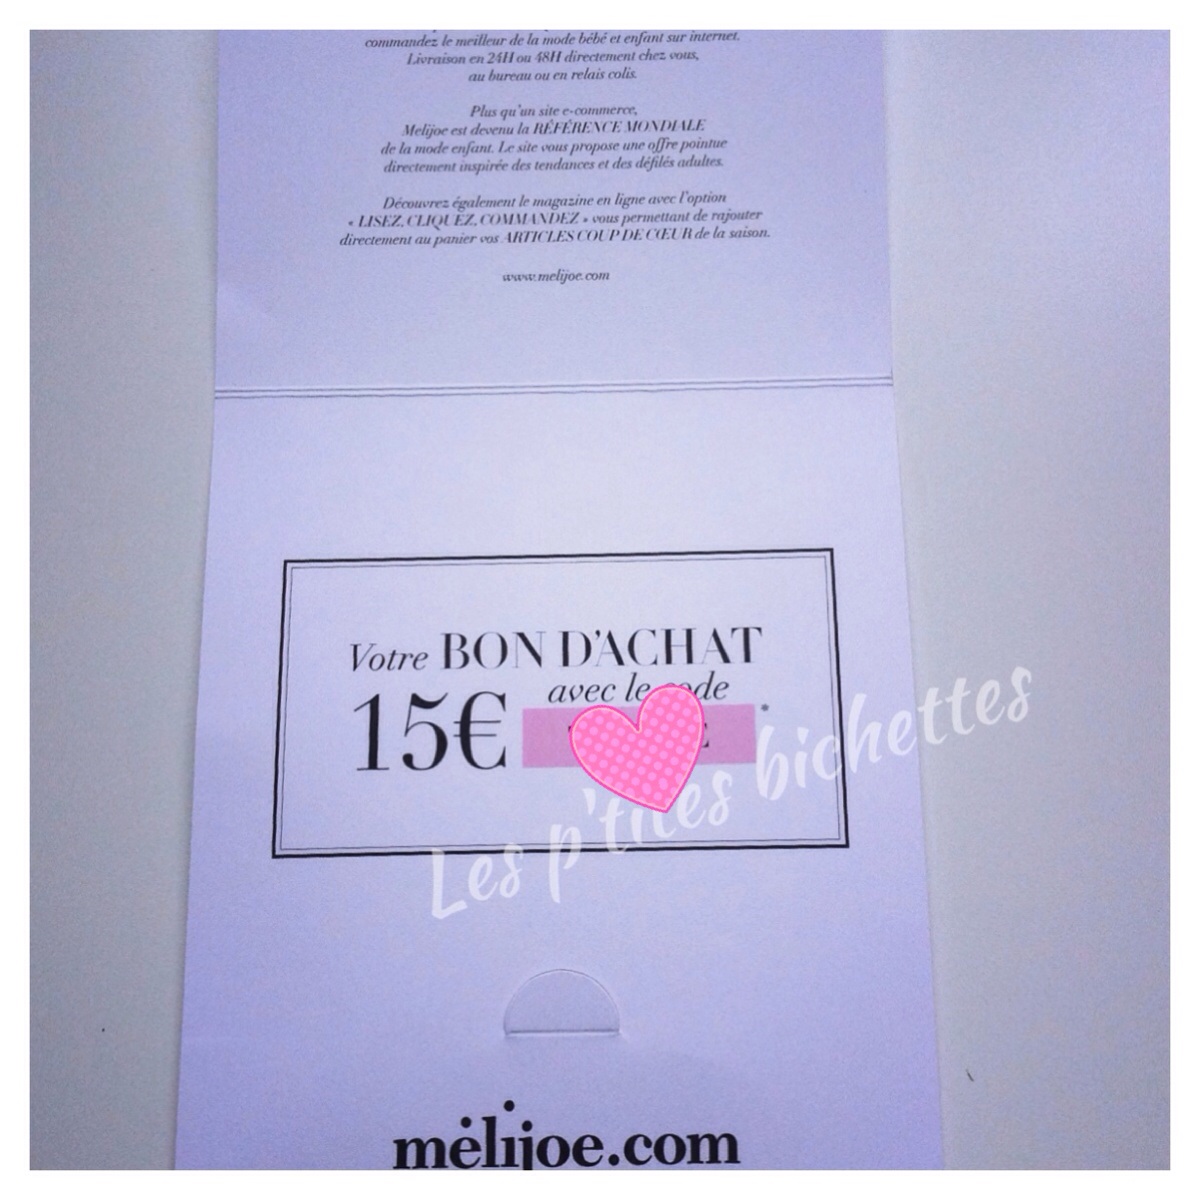 commandez le meilleur de la mode bébé et enfant sur internet.
Livraison en 24H ou 48H directement chez vous,
au bureau ou en relais colis.
Plus qu'un site e-commerce,
Melijoe est devenu la RÉFÉRENCE MONDIALE
de la mode enfant. Le site vous propose une offre pointue
directement inspirée des tendances et des défilés adultes.
Découvrez également le magazine en ligne avec l'option
« LISEZ, CLIQUEZ, COMMANDEZ » vous permettant de rajouter
directement au panier vos ARTICLES COUP DE CŒUR de la saison.
www.melijoe.com
Votre BON D'ACHAT
15€ avec le code
*
Les p'tites bichettes
mėlijoe.com